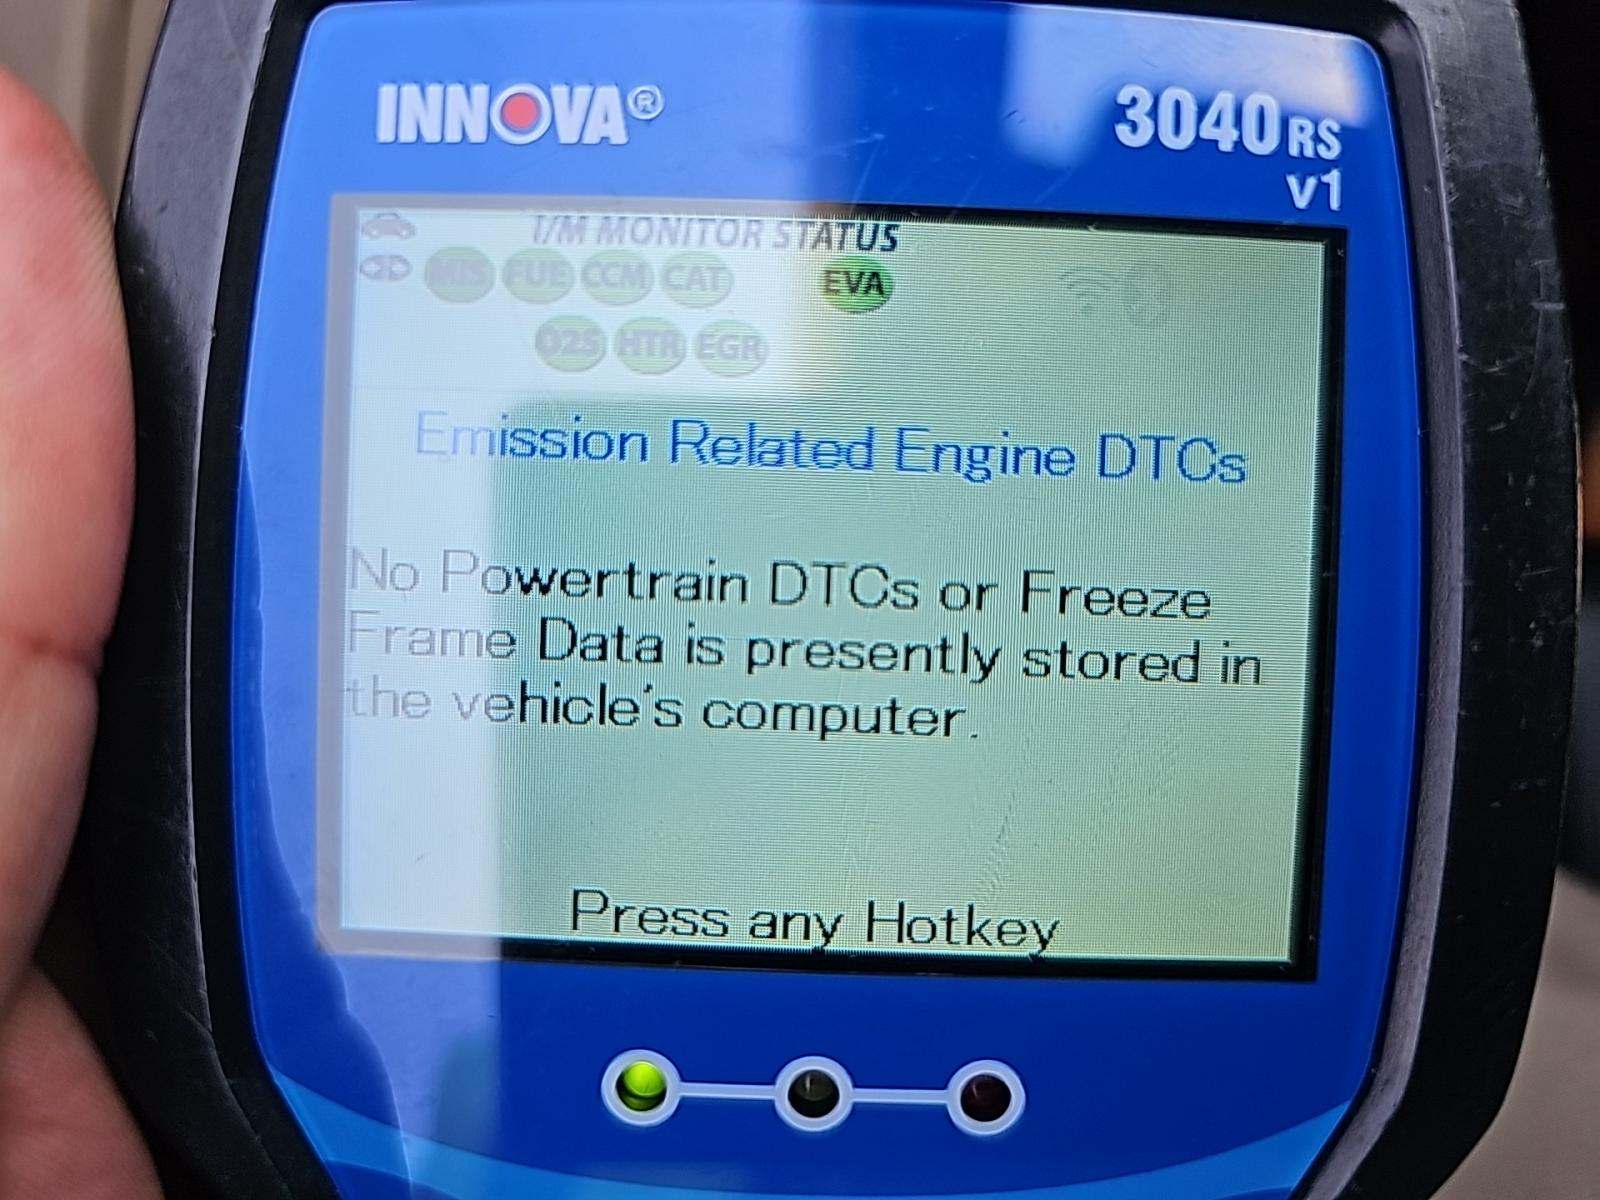 INNOVA®
3040RS
v1
I/M MONITOR STATUS
MIS FUE CCM CAT EVA
O2S HTR EGR
Emission Related Engine DTCs
No Powertrain DTCs or Freeze
Frame Data is presently stored in
the vehicle's computer.
Press any Hotkey